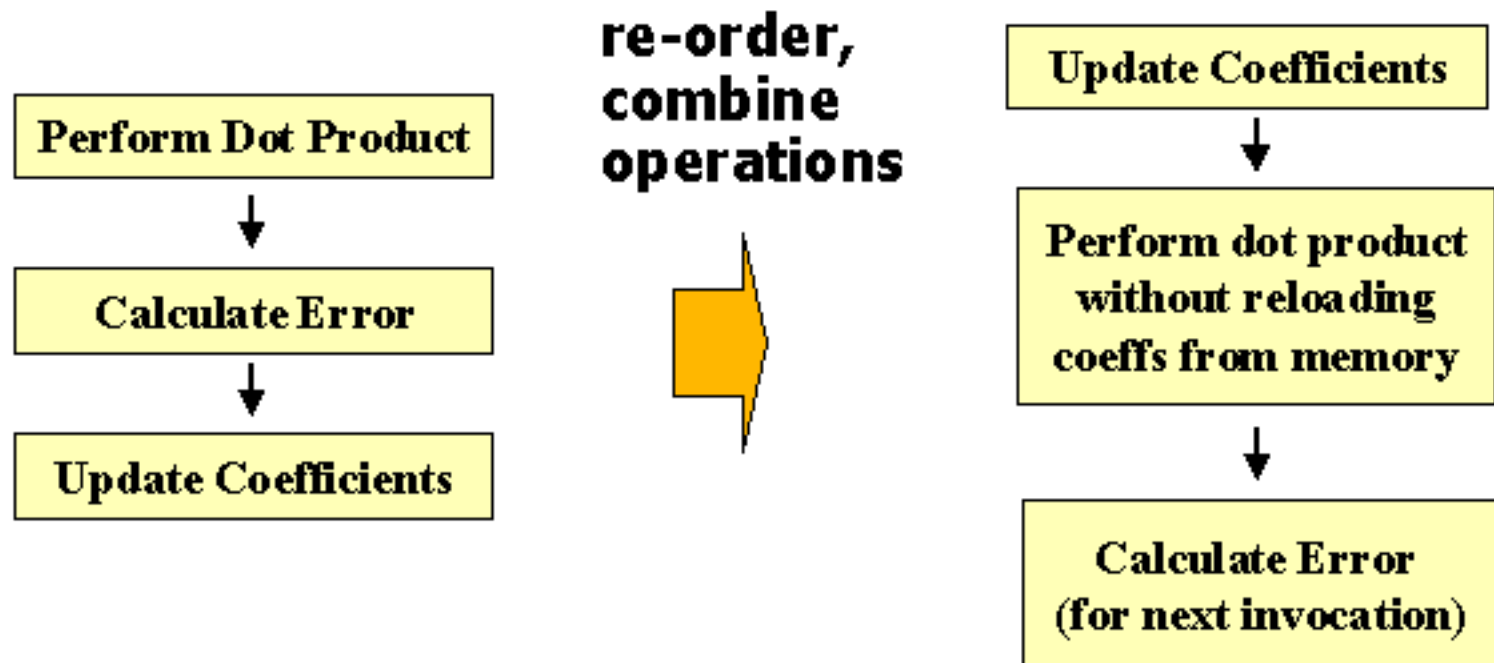 Perform Dot Product
Calculate Error
Update Coefficients
re-order,
combine
operations
Update Coefficients
Perform dot product
without reloading
coeffs from memory
Calculate Error
(for next invocation)